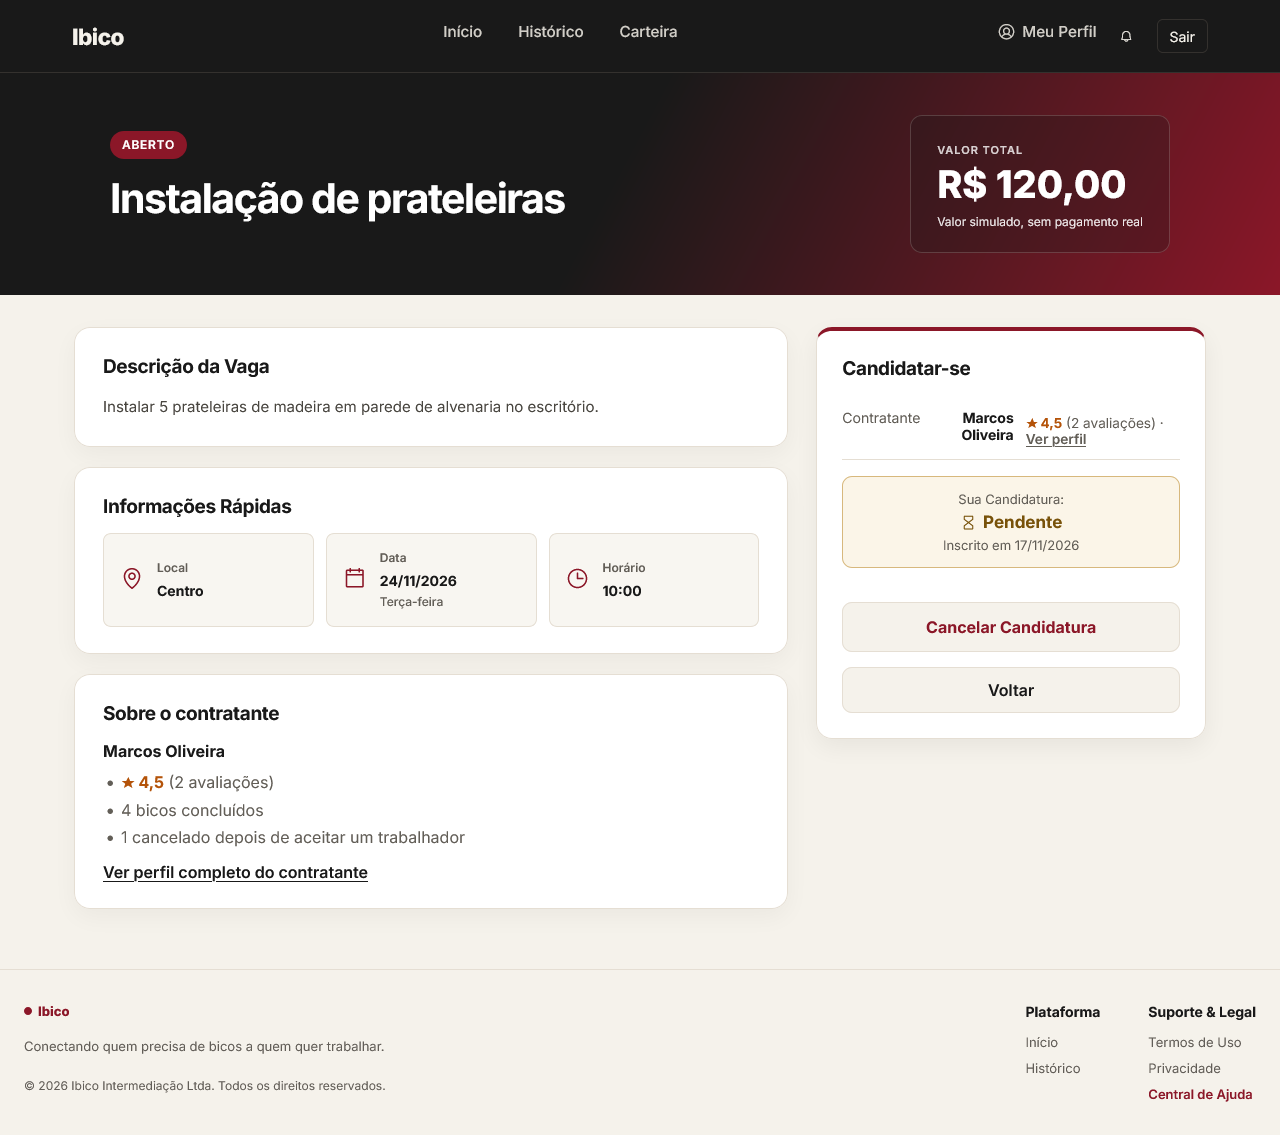 Ibico
Início
Histórico
Carteira
Meu Perfil
Sair
ABERTO
Instalação de prateleiras
VALOR TOTAL
R$ 120,00
Valor simulado, sem pagamento real
Descrição da Vaga
Instalar 5 prateleiras de madeira em parede de alvenaria no escritório.
Informações Rápidas
Local
Centro
Data
24/11/2026
Terça-feira
Horário
10:00
Sobre o contratante
Marcos Oliveira
• ★ 4,5 (2 avaliações)
• 4 bicos concluídos
• 1 cancelado depois de aceitar um trabalhador
Ver perfil completo do contratante
Candidatar-se
Contratante
Marcos
Oliveira
★ 4,5 (2 avaliações) ·
Ver perfil
Sua Candidatura:
Pendente
Inscrito em 17/11/2026
Cancelar Candidatura
Voltar
Ibico
Conectando quem precisa de bicos a quem quer trabalhar.
© 2026 Ibico Intermediação Ltda. Todos os direitos reservados.
Plataforma
Início
Histórico
Suporte & Legal
Termos de Uso
Privacidade
Central de Ajuda